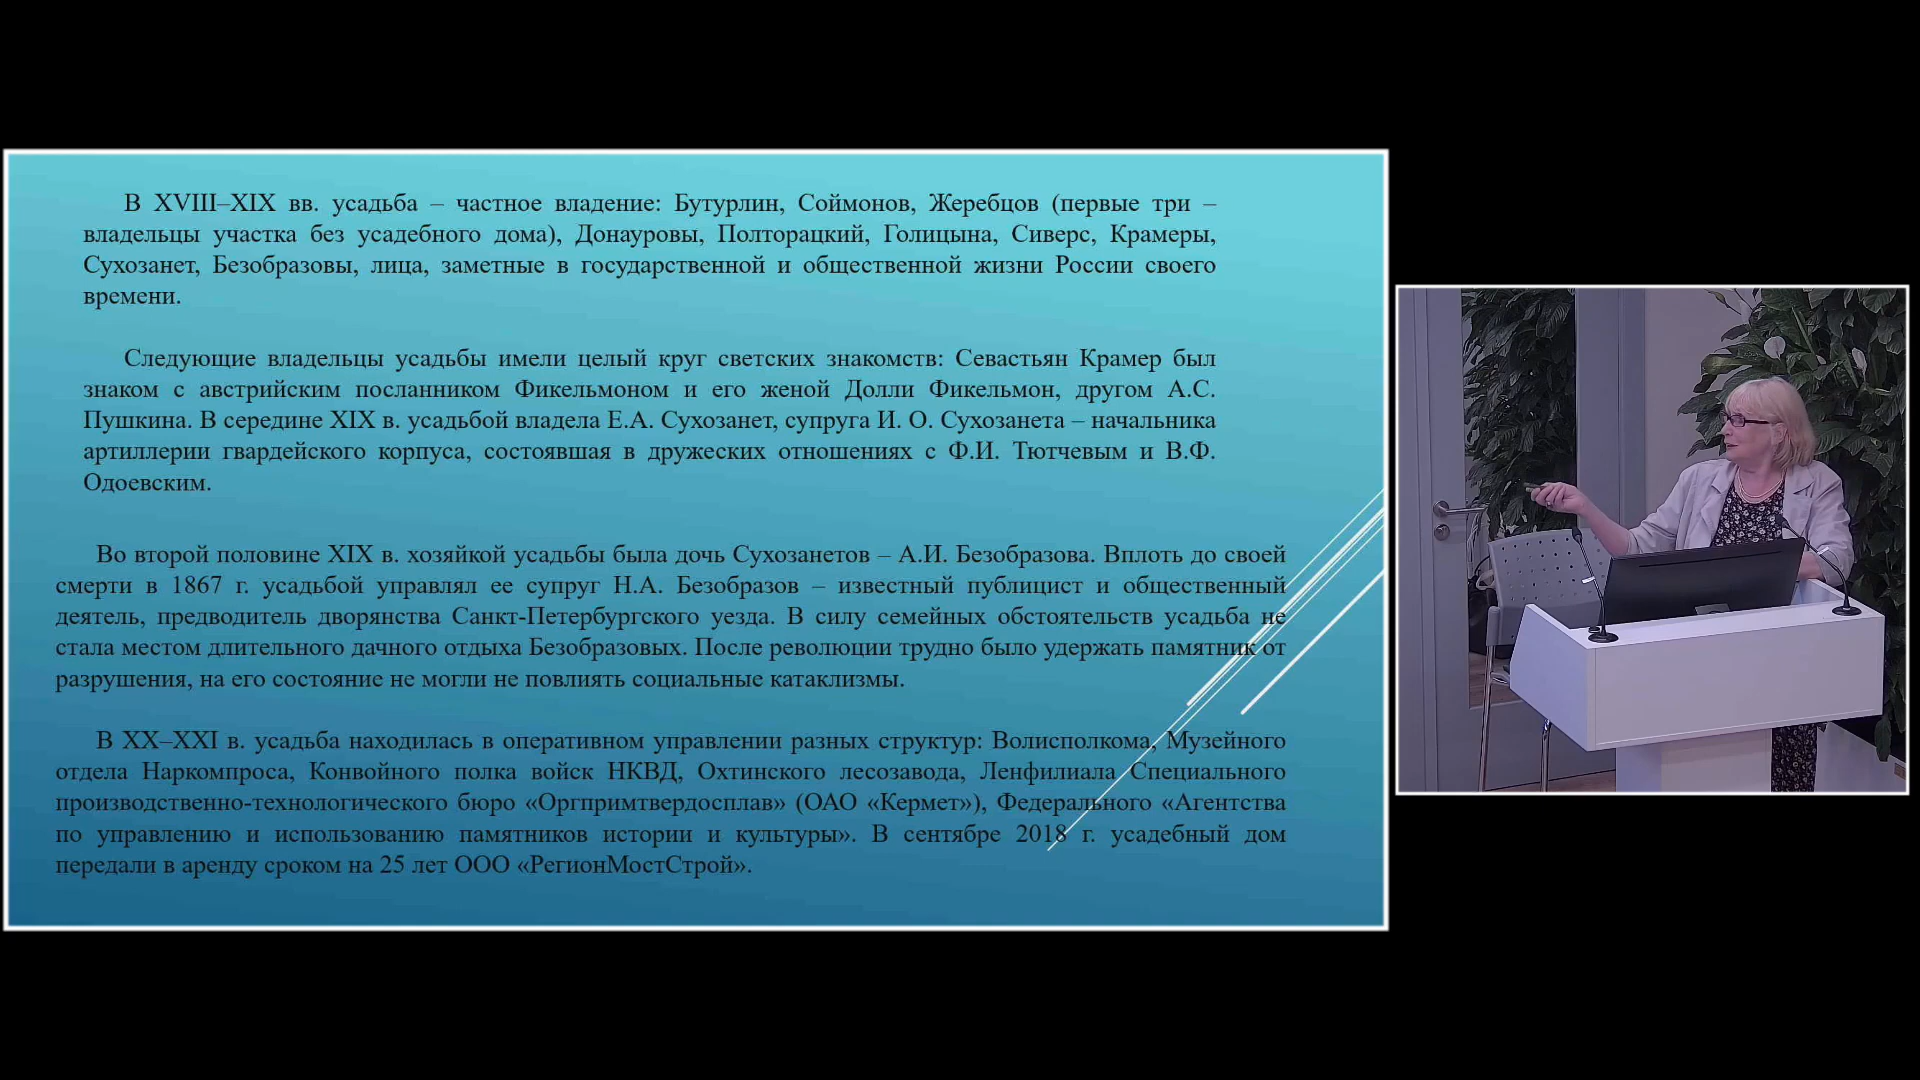 В XVIII–XIX вв. усадьба – частное владение: Бутурлин, Соймонов, Жеребцов (первые три –
владельцы участка без усадебного дома), Донауровы, Полторацкий, Голицына, Сиверс, Крамеры,
Сухозанет, Безобразовы, лица, заметные в государственной и общественной жизни России своего
времени.
Следующие владельцы усадьбы имели целый круг светских знакомств: Севастьян Крамер был
знаком с австрийским посланником Фикельмоном и его женой Долли Фикельмон, другом А.С.
Пушкина. В середине XIX в. усадьбой владела Е.А. Сухозанет, супруга И. О. Сухозанета – начальника
артиллерии гвардейского корпуса, состоявшая в дружеских отношениях с Ф.И. Тютчевым и В.Ф.
Одоевским.
Во второй половине XIX в. хозяйкой усадьбы была дочь Сухозанетов – А.И. Безобразова. Вплоть до своей
смерти в 1867 г. усадьбой управлял ее супруг Н.А. Безобразов – известный публицист и общественный
деятель, предводитель дворянства Санкт-Петербургского уезда. В силу семейных обстоятельств усадьба не
стала местом длительного дачного отдыха Безобразовых. После революции трудно было удержать памятник от
разрушения, на его состояние не могли не повлиять социальные катаклизмы.
В XX–XXI в. усадьба находилась в оперативном управлении разных структур: Волисполкома, Музейного
отдела Наркомпроса, Конвойного полка войск НКВД, Охтинского лесозавода, Ленфилиала Специального
производственно-технологического бюро «Оргпримтвердосплав» (ОАО «Кермет»), Федерального «Агентства
по управлению и использованию памятников истории и культуры». В сентябре 2018 г. усадебный дом
передали в аренду сроком на 25 лет ООО «РегионМостСтрой».